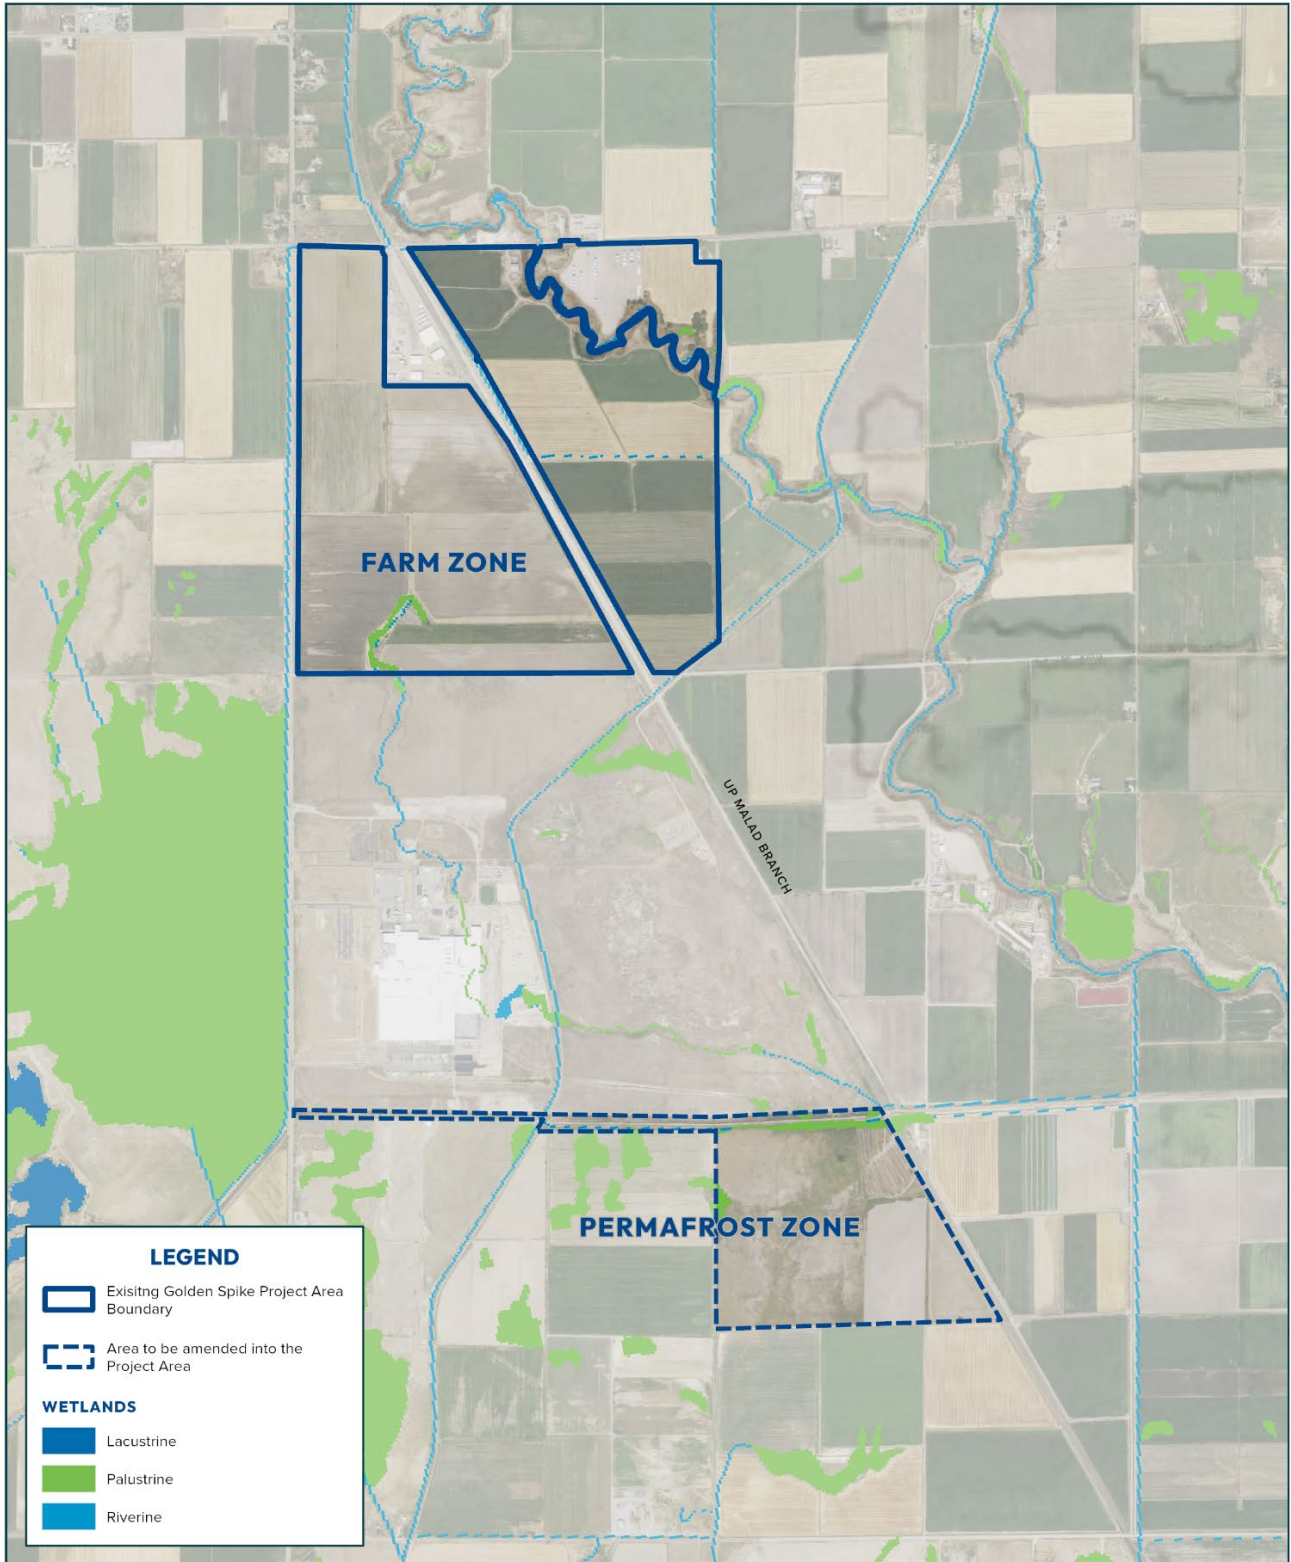 FARM ZONE
UP MALAD BRANCH
PERMAFROST ZONE
LEGEND
Exisitng Golden Spike Project Area
Boundary
Area to be amended into the
Project Area
WETLANDS
Lacustrine
Palustrine
Riverine